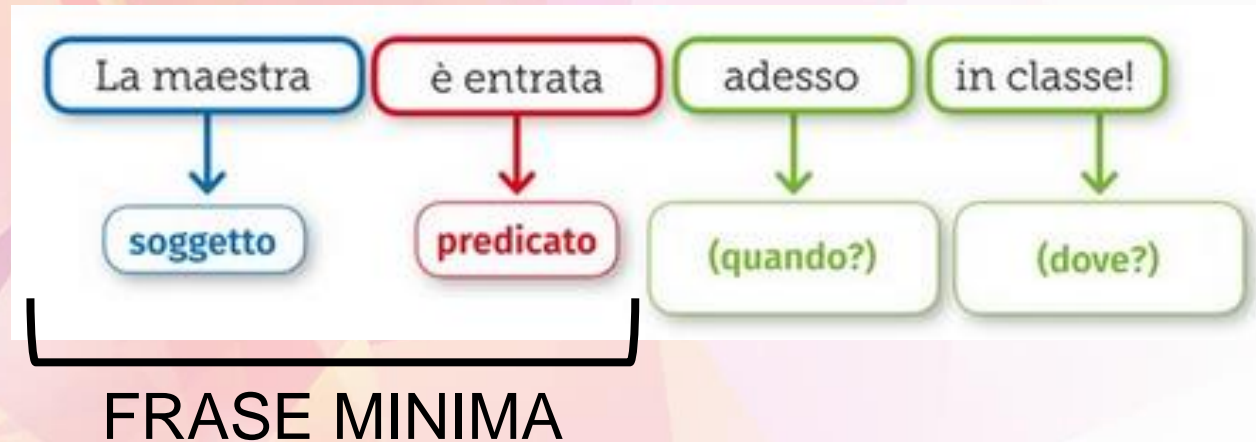 La maestra è entrata adesso in classe!
soggetto predicato (quando?) (dove?)
FRASE MINIMA